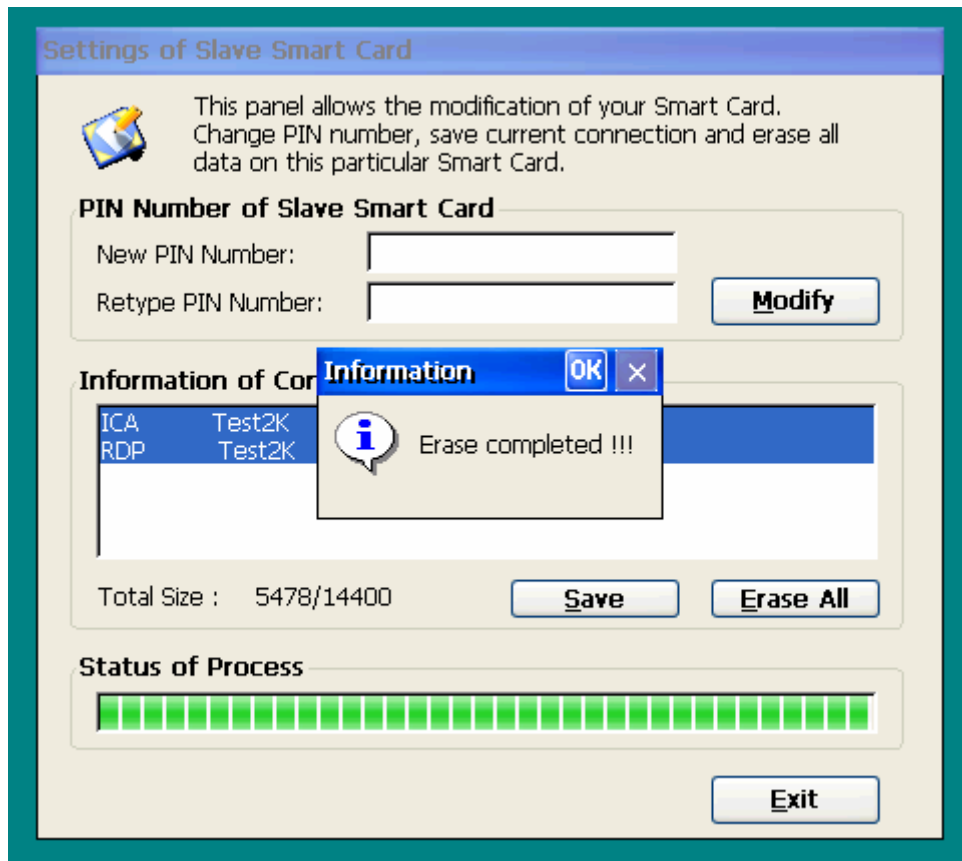 Settings of Slave Smart Card
This panel allows the modification of your Smart Card.
Change PIN number, save current connection and erase all
data on this particular Smart Card.
PIN Number of Slave Smart Card
New PIN Number:
Retype PIN Number:
Modify
Information of Cor
Information OK
ICA Test2K
RDP Test2K
Erase completed !!!
Total Size : 5478/14400
Save
Erase All
Status of Process
Exit